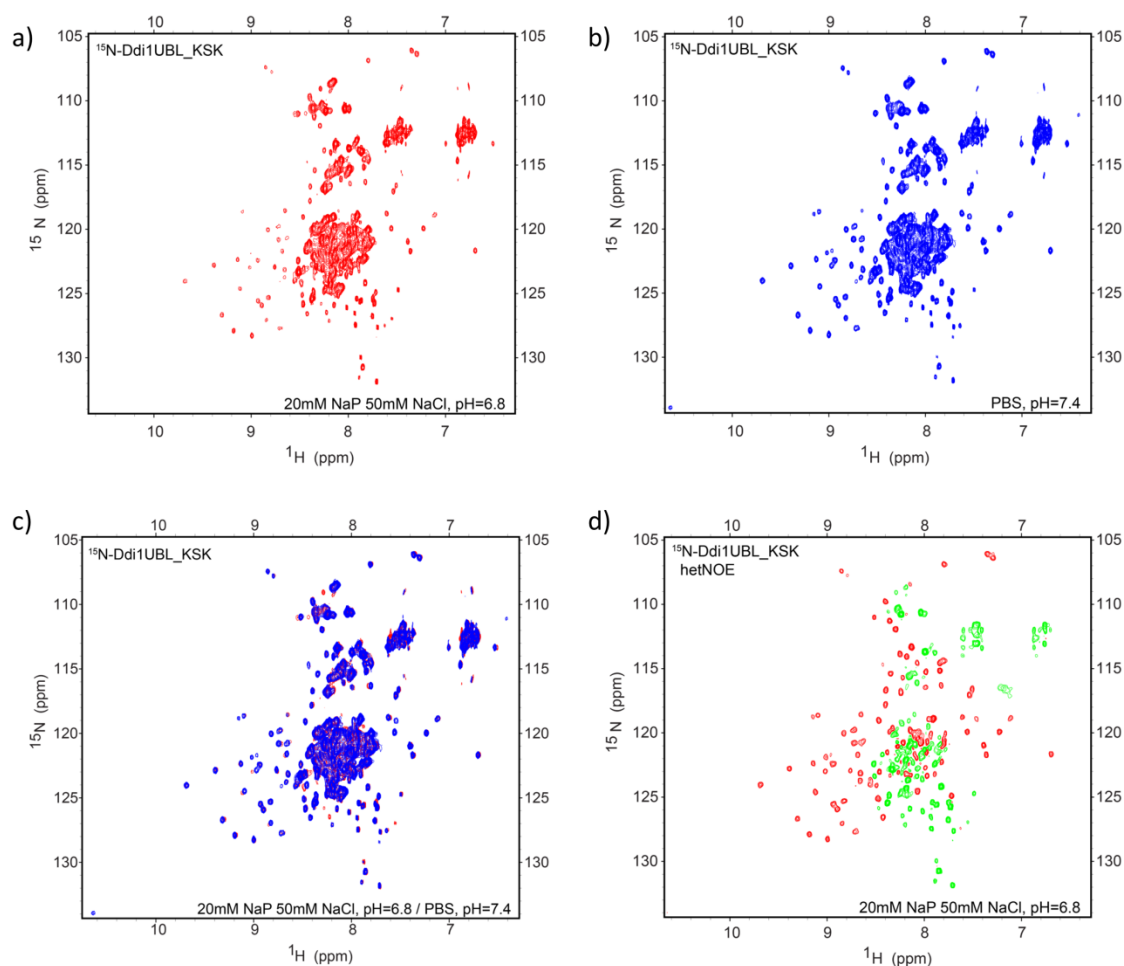 a)
10 9 8 7
105 105
¹⁵N-Ddi1UBL_KSK
110 110
115 115
¹⁵N (ppm)
120 120
125 125
130 130
20mM NaP 50mM NaCl, pH=6.8
10 9 8 7
¹H (ppm)
b)
10 9 8 7
105 105
¹⁵N-Ddi1UBL_KSK
110 110
115 115
¹⁵N (ppm)
120 120
125 125
130 130
PBS, pH=7.4
10 9 8 7
¹H (ppm)
c)
10 9 8 7
105 105
¹⁵N-Ddi1UBL_KSK
110 110
115 115
¹⁵N (ppm)
120 120
125 125
130 130
20mM NaP 50mM NaCl, pH=6.8 / PBS, pH=7.4
10 9 8 7
¹H (ppm)
d)
10 9 8 7
105 105
¹⁵N-Ddi1UBL_KSK
hetNOE
110 110
115 115
¹⁵N (ppm)
120 120
125 125
130 130
20mM NaP 50mM NaCl, pH=6.8
10 9 8 7
¹H (ppm)